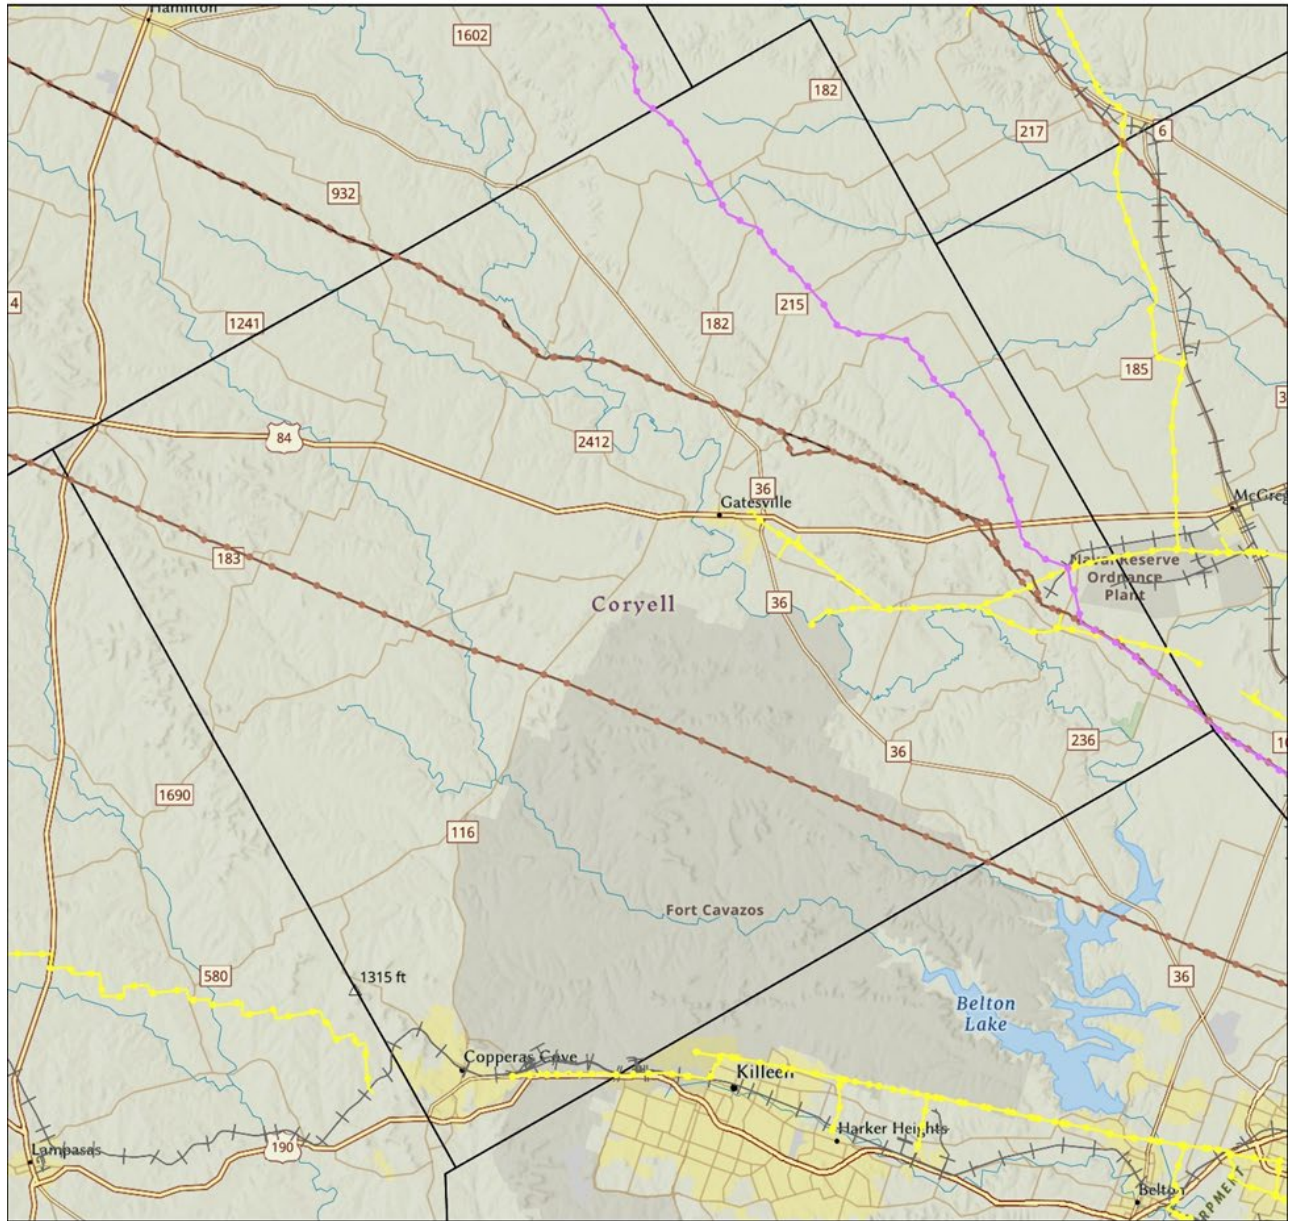 Hamilton
1602
182
217
6
932
4
1241
182
215
185
84
2412
36
Gatesville
183
Naval Reserve
Ordnance
Plant
Coryell
36
36
236
1690
116
Fort Cavazos
580
1315 ft
36
Belton
Lake
Copperas Cove
Killeen
Harker Heights
190
Lampasas
Belton